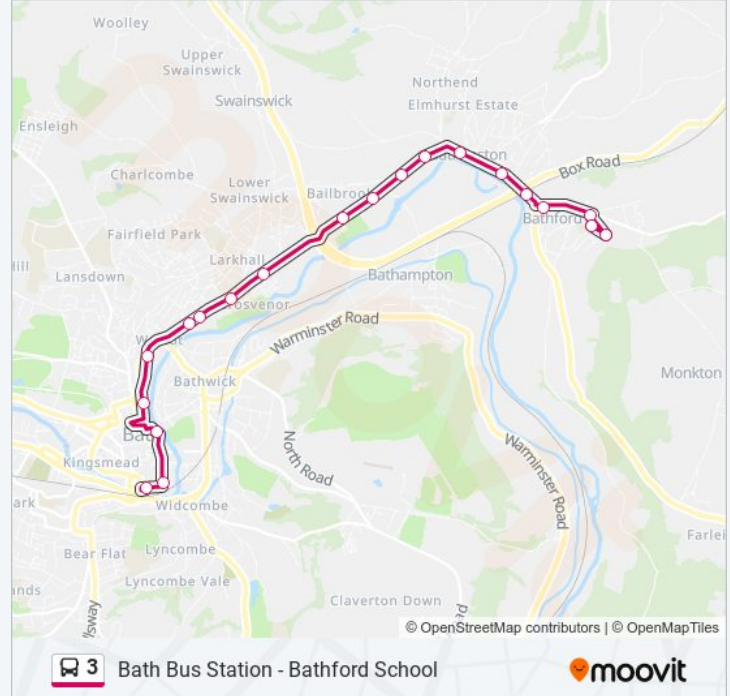 Woolley
Upper
Swainswick
Northend
Swainswick
Elmhurst Estate
Ensleigh
Box Road
Charlcombe
Lower
Swainswick
Bailbrook
Bathford
Fairfield Park
Larkhall
Lansdown
Bathampton
Warminster Road
Monkton
Bathwick
North Road
Kingsmead
Warminster Road
Widcombe
Bear Flat
Lyncombe
Lyncombe Vale
Claverton Down
© OpenStreetMap contributors | © OpenMapTiles
3
Bath Bus Station - Bathford School
moovit